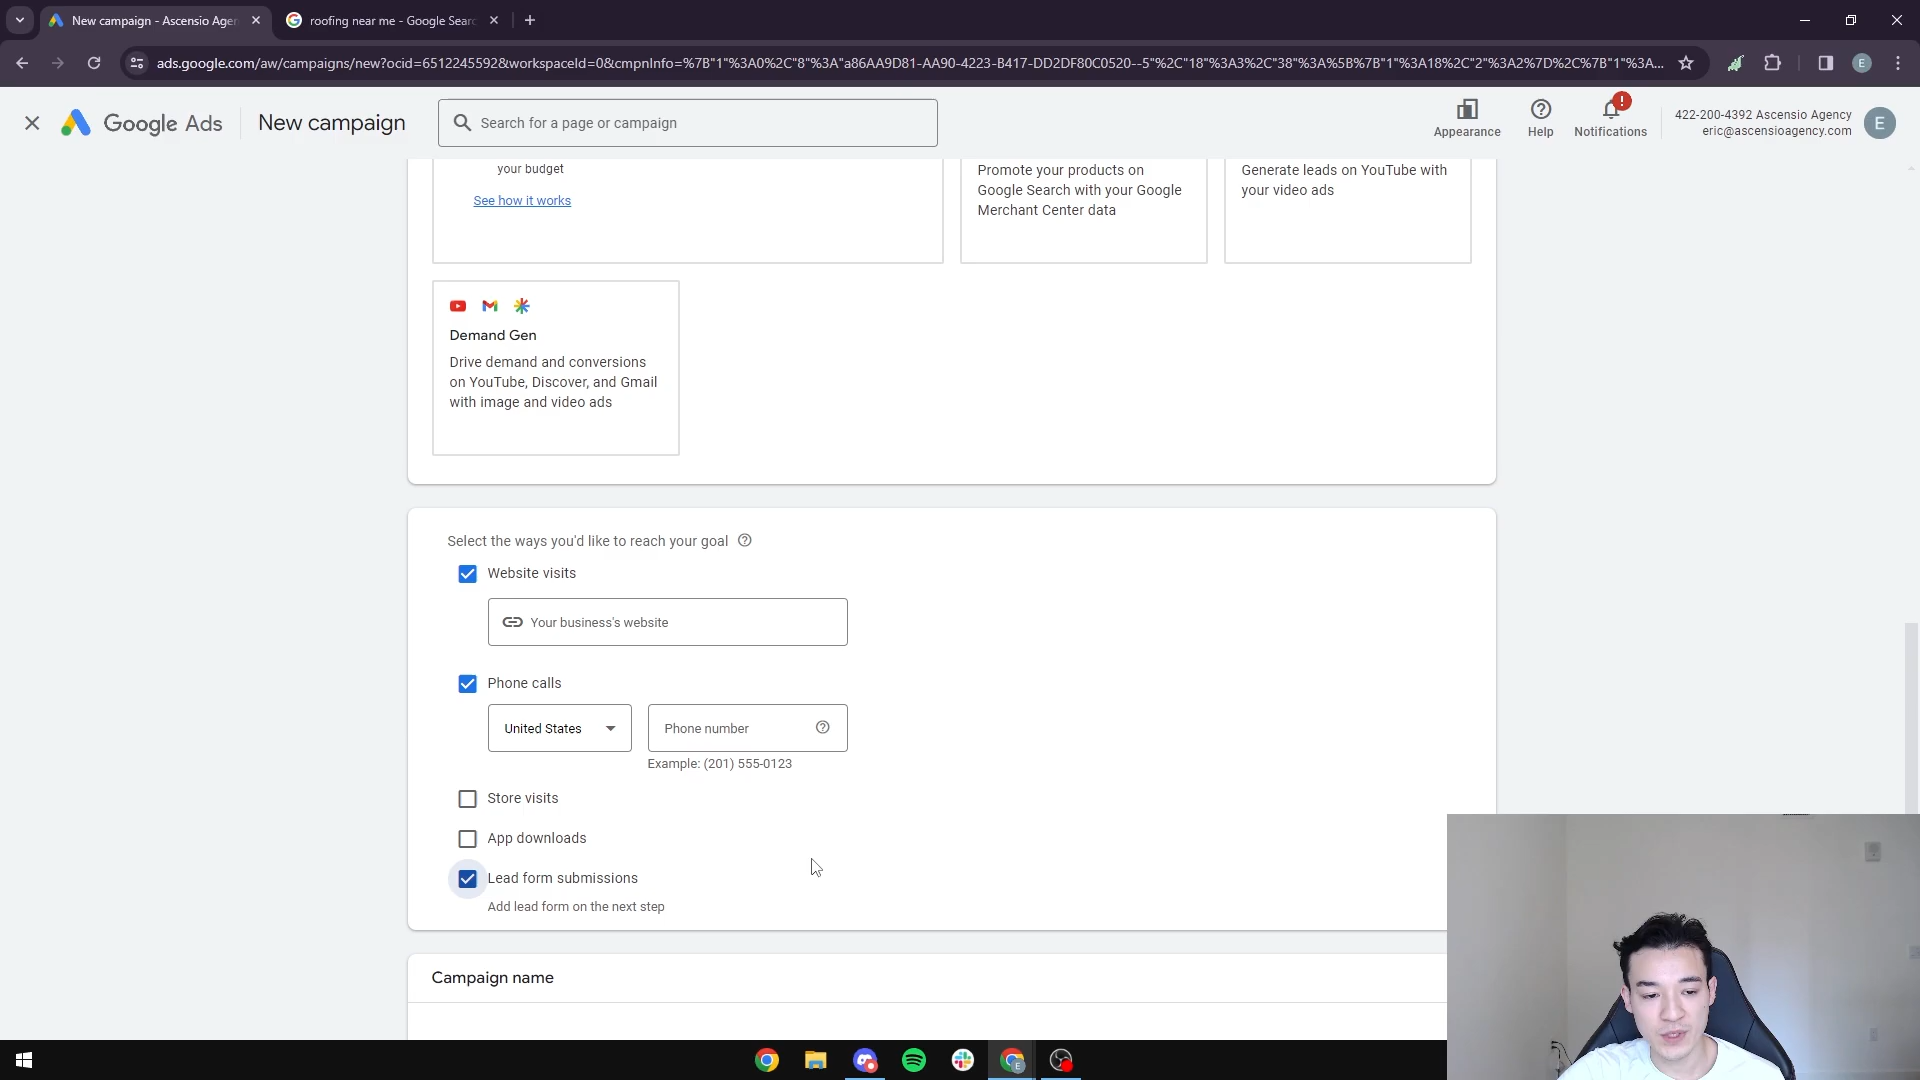 New campaign - Ascensio Agen
roofing near me - Google Sear
ads.google.com/aw/campaigns/new?ocid=6512245592&workspaceId=0&cmpnInfo=%7B"1"%3A0%2C"8"%3A"a86AA9D81-AA90-4223-B417-DD2DF80C0520--5"%2C"18"%3A3%2C"38"%3A%5B%7B"1"%3A18%2C"2"%3A2%7D%2C%7B"1"%3A...
E
Google Ads
New campaign
Search for a page or campaign
Appearance
Help
!
Notifications
422-200-4392 Ascensio Agency
eric@ascensioagency.com
E
your budget
See how it works
Promote your products on
Google Search with your Google
Merchant Center data
Generate leads on YouTube with
your video ads
Demand Gen
Drive demand and conversions
on YouTube, Discover, and Gmail
with image and video ads
Select the ways you'd like to reach your goal
Website visits
Your business's website
Phone calls
United States
Phone number
Example: (201) 555-0123
Store visits
App downloads
Lead form submissions
Add lead form on the next step
Campaign name
E